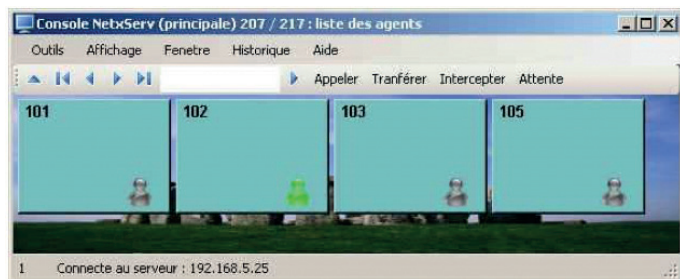 Console NetxServ (principale) 207 / 217 : liste des agents
Outils Affichage Fenetre Historique Aide
Appeler Tranférer Intercepter Attente
101 102 103 105
1 Connecte au serveur : 192.168.5.25